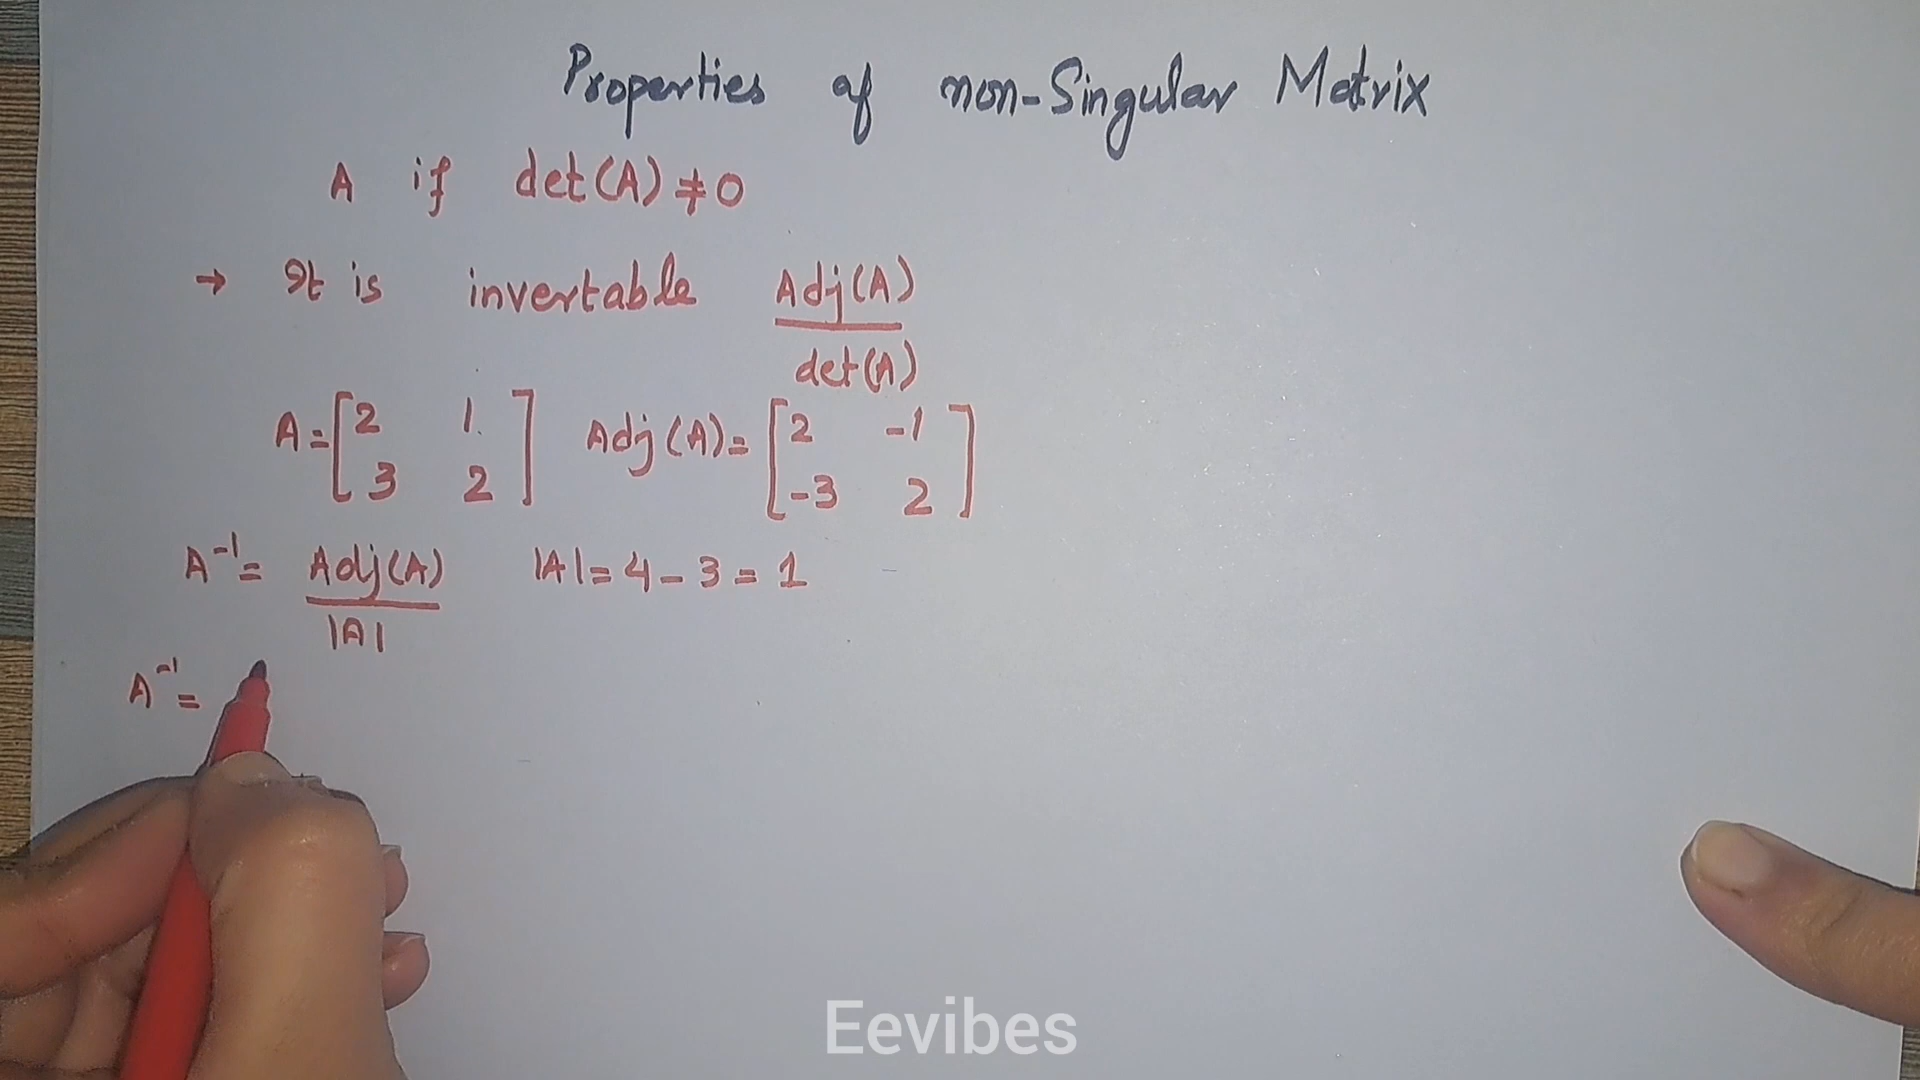 Properties of non-Singular Matrix
A if det(A) ≠ 0
→ It is invertable Adj(A)
det(A)
A = [2 1 Adj(A) = [2 -1
3 2] -3 2]
A⁻¹ = Adj(A) |A| = 4 - 3 = 1
|A|
A⁻¹ =
Eevibes